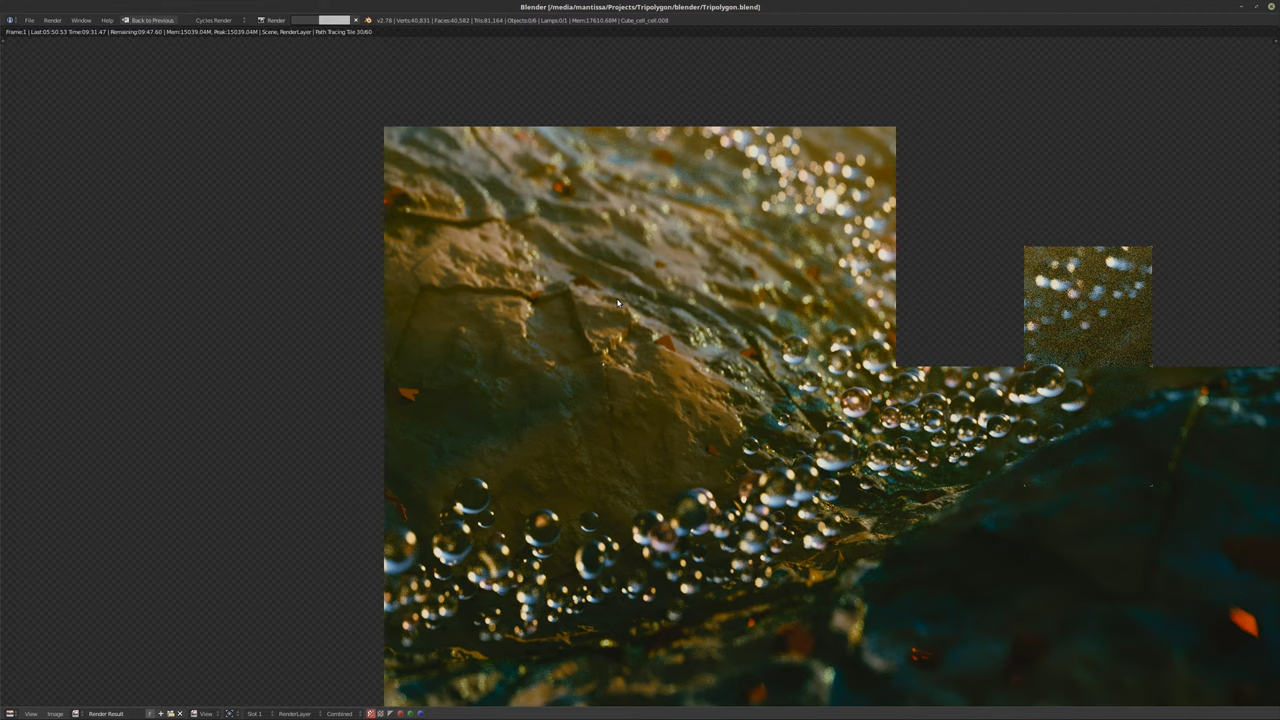 Blender [/media/mantissa/Projects/Tripolygon/blender/Tripolygon.blend]
File Render Window Help Back to Previous Cycles Render Render v2.78 | Verts:40,831 | Faces:40,582 | Tris:81,164 | Objects:0/6 | Lamps:0/1 | Mem:17610.68M | Cube_cell_cell.008
Frame:1 | Last:05:50.53 Time:09:31.47 | Remaining:09:47.60 | Mem:15039.04M, Peak:15039.04M | Scene, RenderLayer | Path Tracing Tile 30/60
View Image Render Result F View Slot 1 RenderLayer Combined